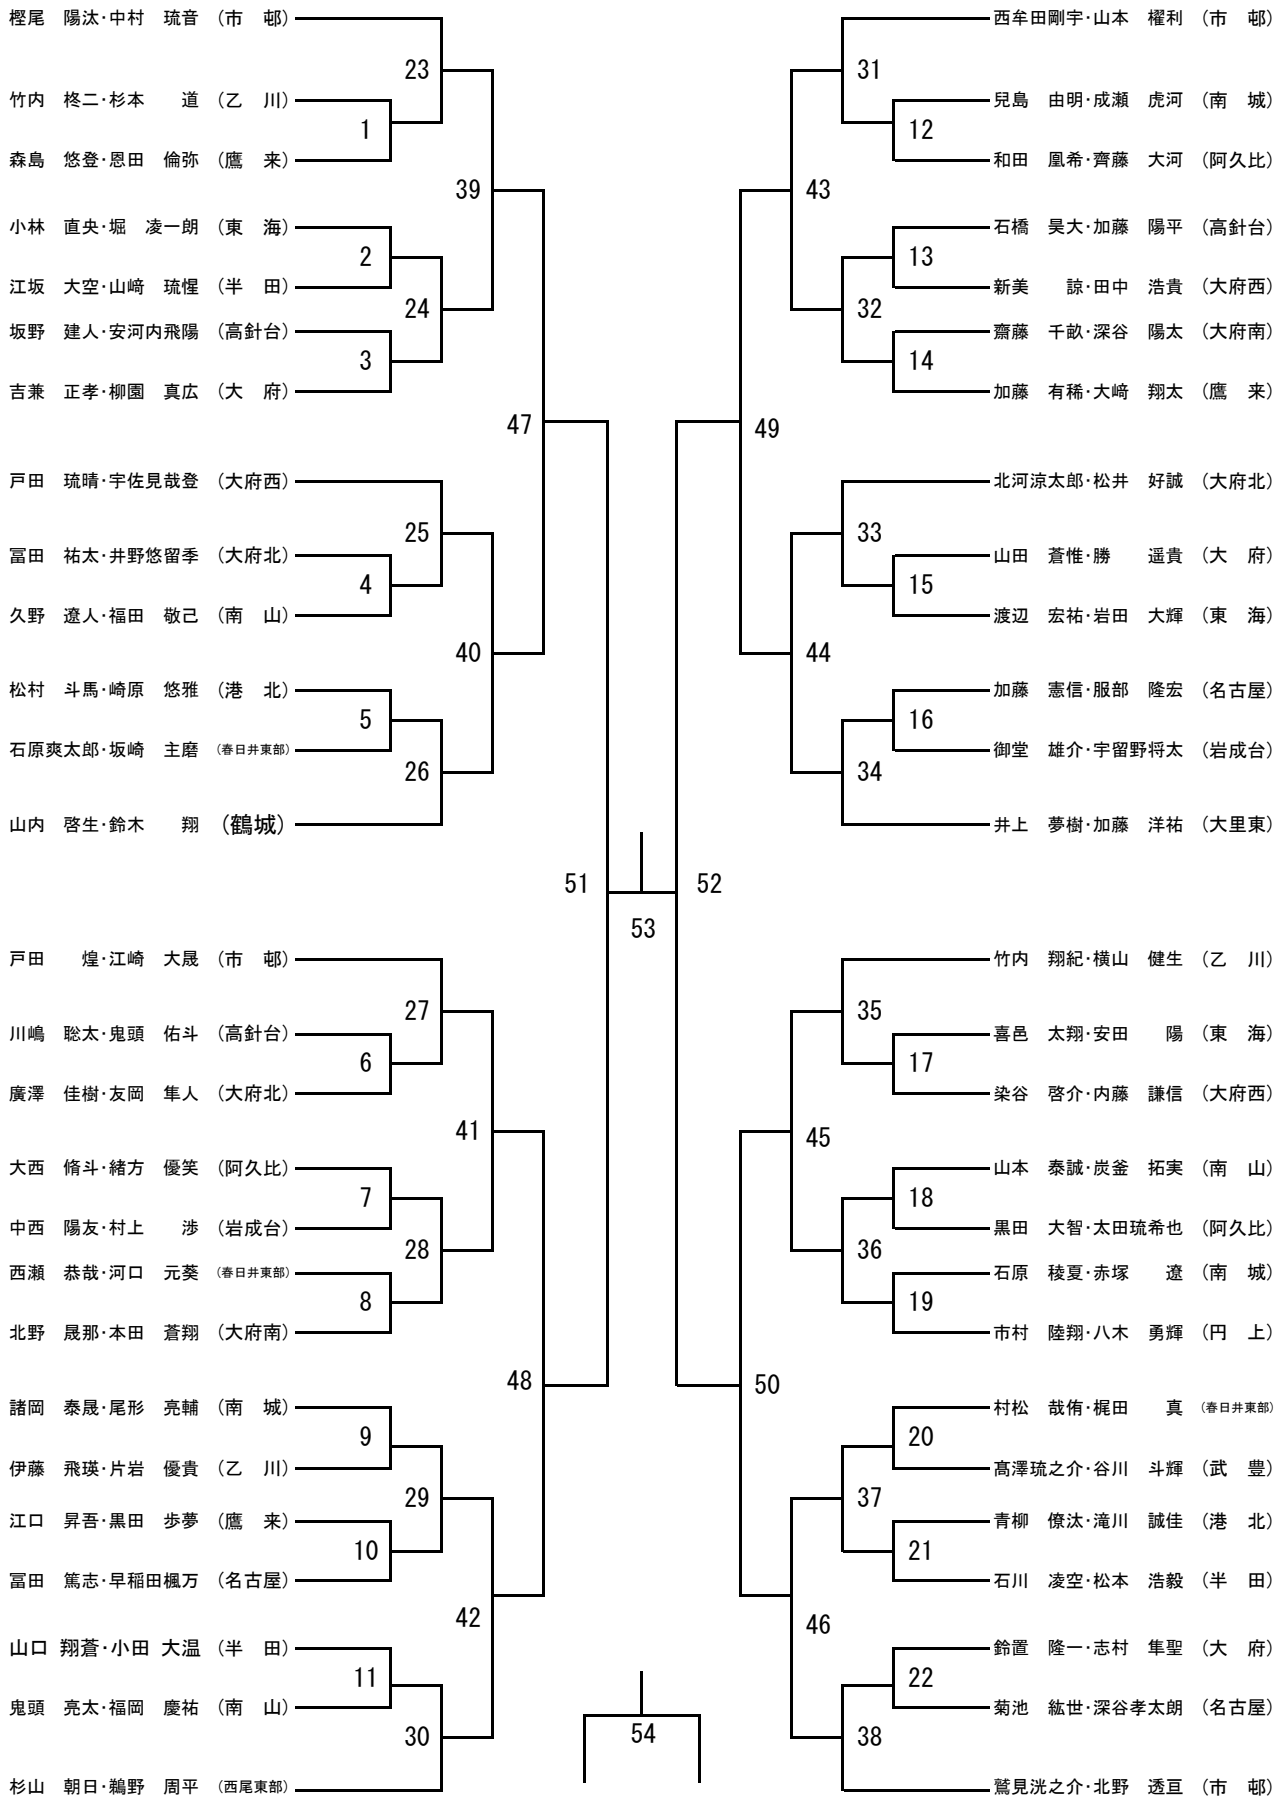 樫尾　陽汰・中村　琉音　（市　邨）
23
竹内　柊二・杉本　　道　（乙　川）
1
森島　悠登・恩田　倫弥　（鷹　来）
39
小林　直央・堀　凌一朗　（東　海）
2
江坂　大空・山﨑　琉惺　（半　田）
24
坂野　建人・安河内飛陽　（高針台）
3
吉兼　正孝・柳園　真広　（大　府）
47
戸田　琉晴・宇佐見哉登　（大府西）
25
冨田　祐太・井野悠留季　（大府北）
4
久野　遼人・福田　敬己　（南　山）
40
松村　斗馬・崎原　悠雅　（港　北）
5
石原爽太郎・坂崎　主磨　（春日井東部）
26
山内　啓生・鈴木　　翔　（鶴城）
51
戸田　　煌・江崎　大晟　（市　邨）
27
川嶋　聡太・鬼頭　佑斗　（高針台）
6
廣澤　佳樹・友岡　隼人　（大府北）
41
大西　脩斗・緒方　優笑　（阿久比）
7
中西　陽友・村上　　渉　（岩成台）
28
西瀬　恭哉・河口　元葵　（春日井東部）
8
北野　晟那・本田　蒼翔　（大府南）
48
諸岡　泰晟・尾形　亮輔　（南　城）
9
伊藤　飛瑛・片岩　優貴　（乙　川）
29
江口　昇吾・黒田　歩夢　（鷹　来）
10
冨田　篤志・早稲田楓万　（名古屋）
42
山口　翔蒼・小田　大温　（半　田）
11
鬼頭　亮太・福岡　慶祐　（南　山）
30
杉山　朝日・鵜野　周平　（西尾東部）
53
54
西牟田剛宇・山本　櫂利　（市　邨）
31
兒島　由明・成瀬　虎河　（南　城）
12
和田　凰希・齊藤　大河　（阿久比）
43
石橋　昊大・加藤　陽平　（高針台）
13
新美　　諒・田中　浩貴　（大府西）
32
齋藤　千畝・深谷　陽太　（大府南）
14
加藤　有稀・大﨑　翔太　（鷹　来）
49
北河涼太郎・松井　好誠　（大府北）
33
山田　蒼惟・勝　　遥貴　（大　府）
15
渡辺　宏祐・岩田　大輝　（東　海）
44
加藤　憲信・服部　隆宏　（名古屋）
16
御堂　雄介・宇留野将太　（岩成台）
34
井上　夢樹・加藤　洋祐　（大里東）
52
竹内　翔紀・横山　健生　（乙　川）
35
喜邑　太翔・安田　　陽　（東　海）
17
染谷　啓介・内藤　謙信　（大府西）
45
山本　泰誠・炭釜　拓実　（南　山）
18
黒田　大智・太田琉希也　（阿久比）
36
石原　稜夏・赤塚　　遼　（南　城）
19
市村　陸翔・八木　勇輝　（円　上）
50
村松　哉侑・梶田　　真　（春日井東部）
20
髙澤琉之介・谷川　斗輝　（武　豊）
37
青柳　僚汰・滝川　誠佳　（港　北）
21
石川　凌空・松本　浩毅　（半　田）
46
鈴置　隆一・志村　隼聖　（大　府）
22
菊池　紘世・深谷孝太朗　（名古屋）
38
鷲見洸之介・北野　透亘　（市　邨）